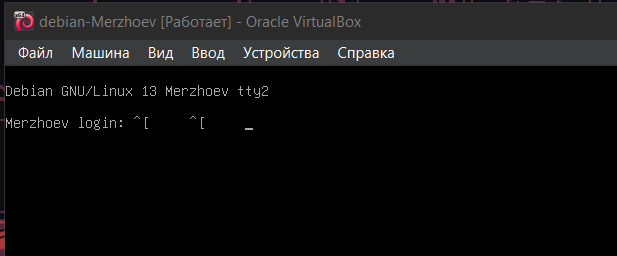 debian-Merzhoev [Работает] - Oracle VirtualBox
Файл Машина Вид Ввод Устройства Справка
Debian GNU/Linux 13 Merzhoev tty2
Merzhoev login: ^[     ^[     _